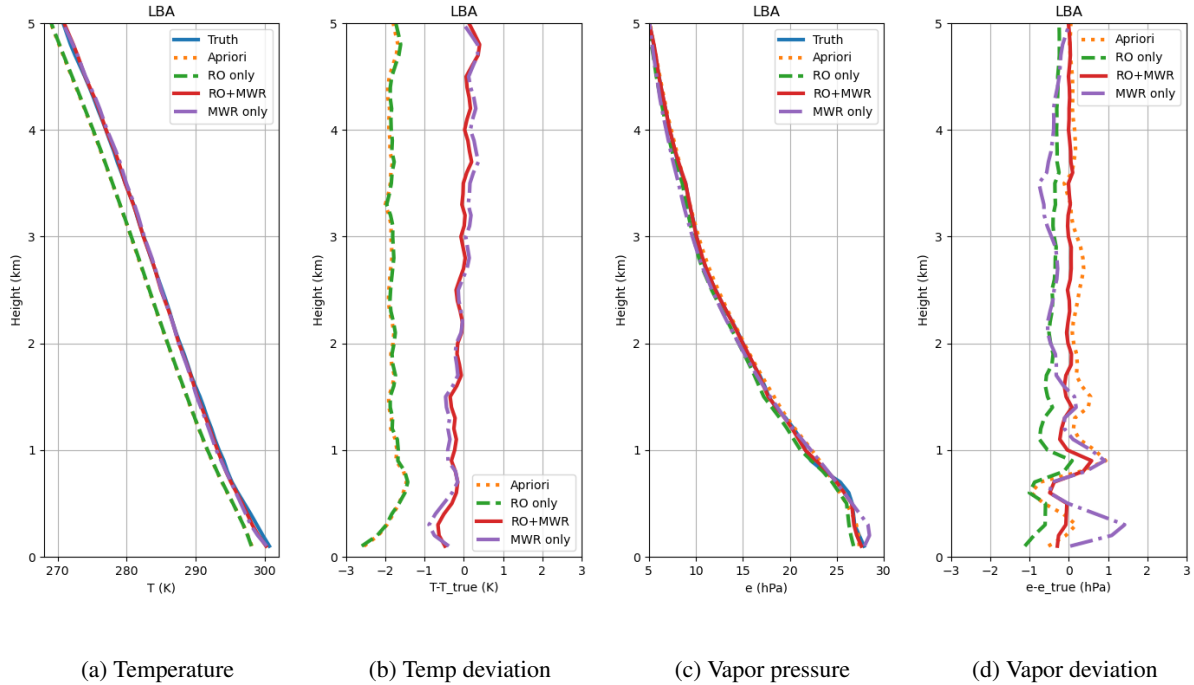 LBA
5
4
3
2
1
0
Height (km)
270
280
290
300
T (K)
Truth
Apriori
RO only
RO+MWR
MWR only
(a) Temperature
LBA
5
4
3
2
1
0
Height (km)
−3
−2
−1
0
1
2
3
T-T_true (K)
Apriori
RO only
RO+MWR
MWR only
(b) Temp deviation
LBA
5
4
3
2
1
0
Height (km)
5
10
15
20
25
30
e (hPa)
Truth
Apriori
RO only
RO+MWR
MWR only
(c) Vapor pressure
LBA
5
4
3
2
1
0
Height (km)
−3
−2
−1
0
1
2
3
e-e_true (hPa)
Apriori
RO only
RO+MWR
MWR only
(d) Vapor deviation